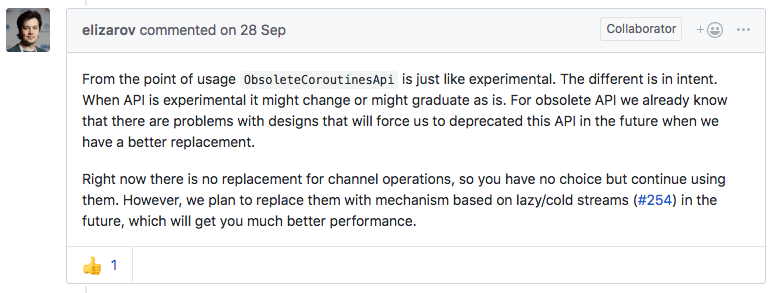 elizarov commented on 28 Sep
Collaborator
From the point of usage ObsoleteCoroutinesApi is just like experimental. The different is in intent.
When API is experimental it might change or might graduate as is. For obsolete API we already know
that there are problems with designs that will force us to deprecated this API in the future when we
have a better replacement.
Right now there is no replacement for channel operations, so you have no choice but continue using
them. However, we plan to replace them with mechanism based on lazy/cold streams (#254) in the
future, which will get you much better performance.
👍 1